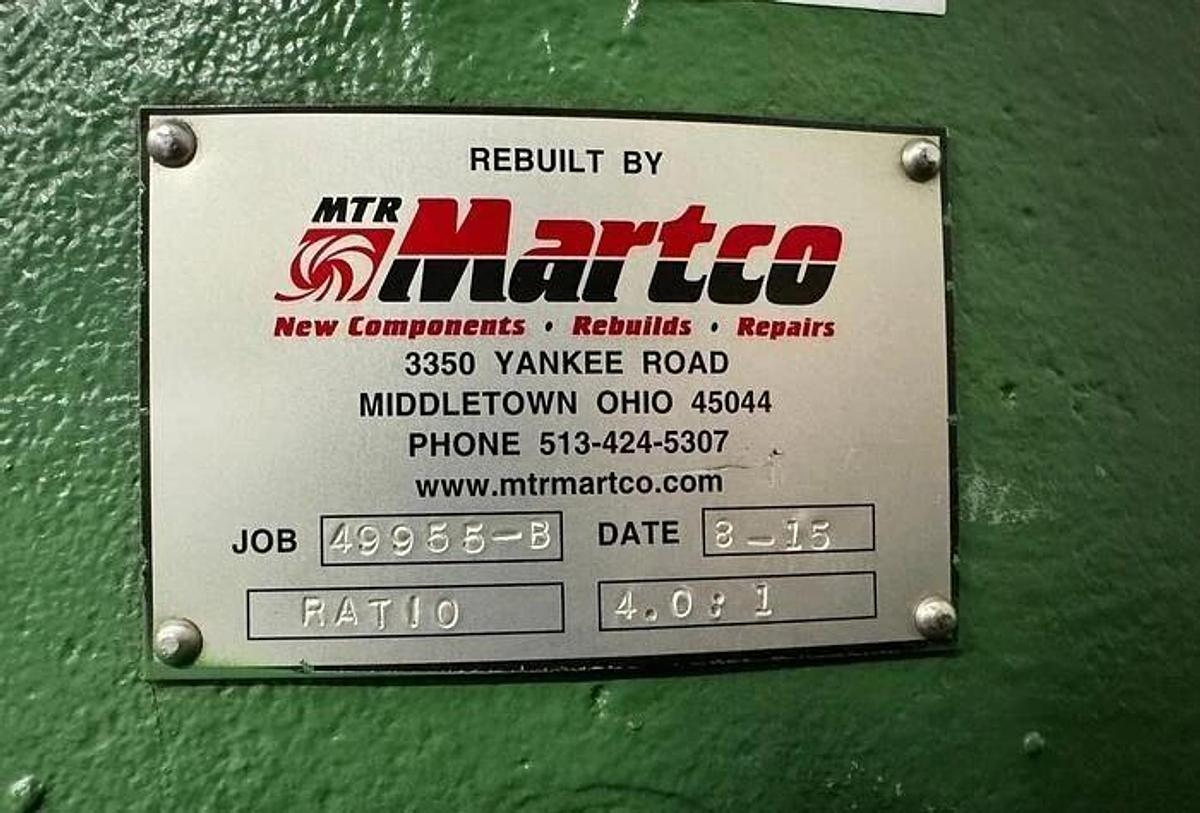 REBUILT BY
MTR
Martco
New Components · Rebuilds · Repairs
3350 YANKEE ROAD
MIDDLETOWN OHIO 45044
PHONE 513-424-5307
www.mtrmartco.com
JOB 49955-B DATE 8-15
RATIO 4.0:1